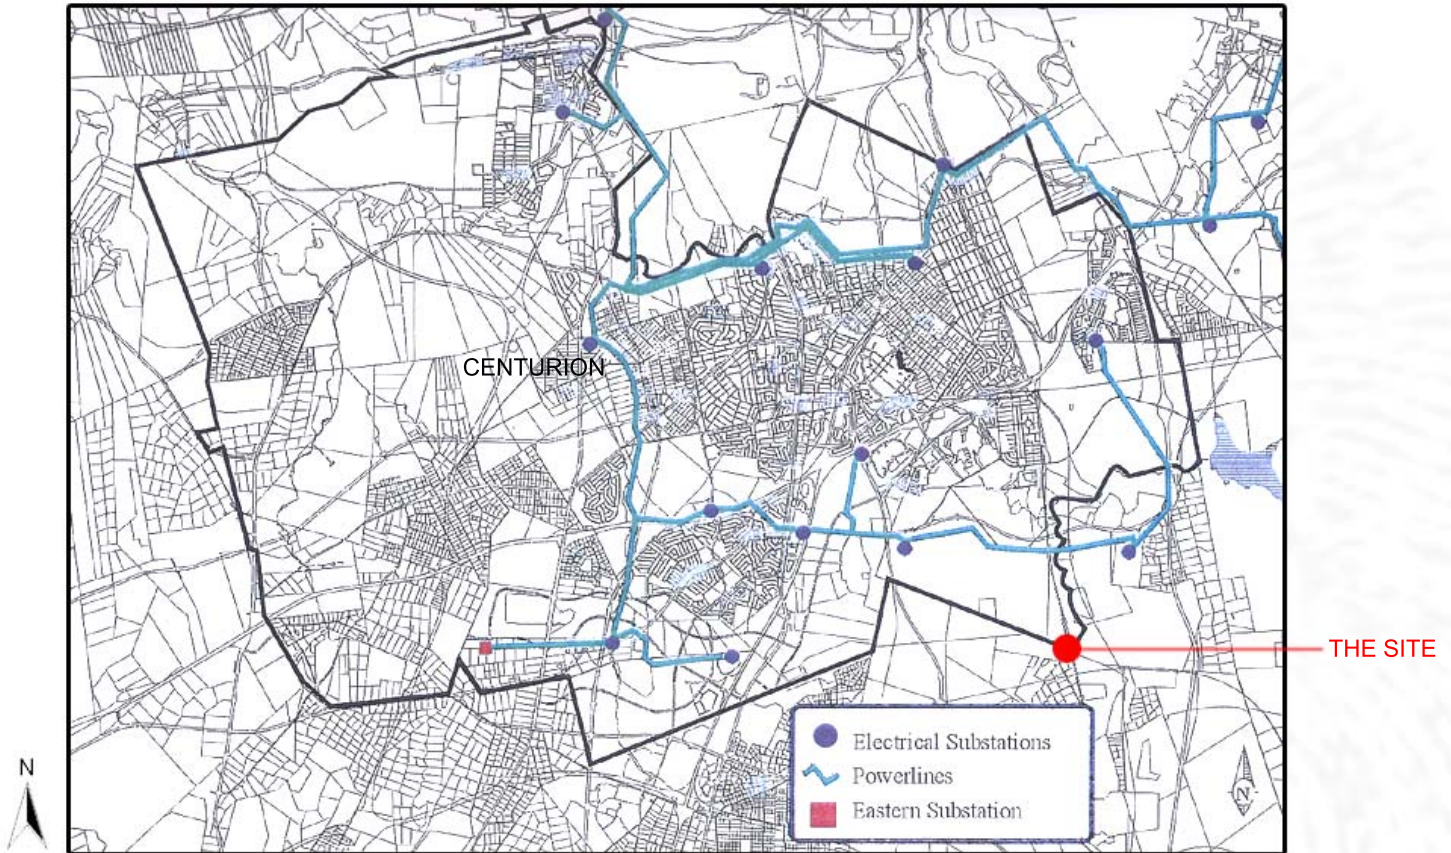 CENTURION
THE SITE
Electrical Substations
Powerlines
Eastern Substation
N
N